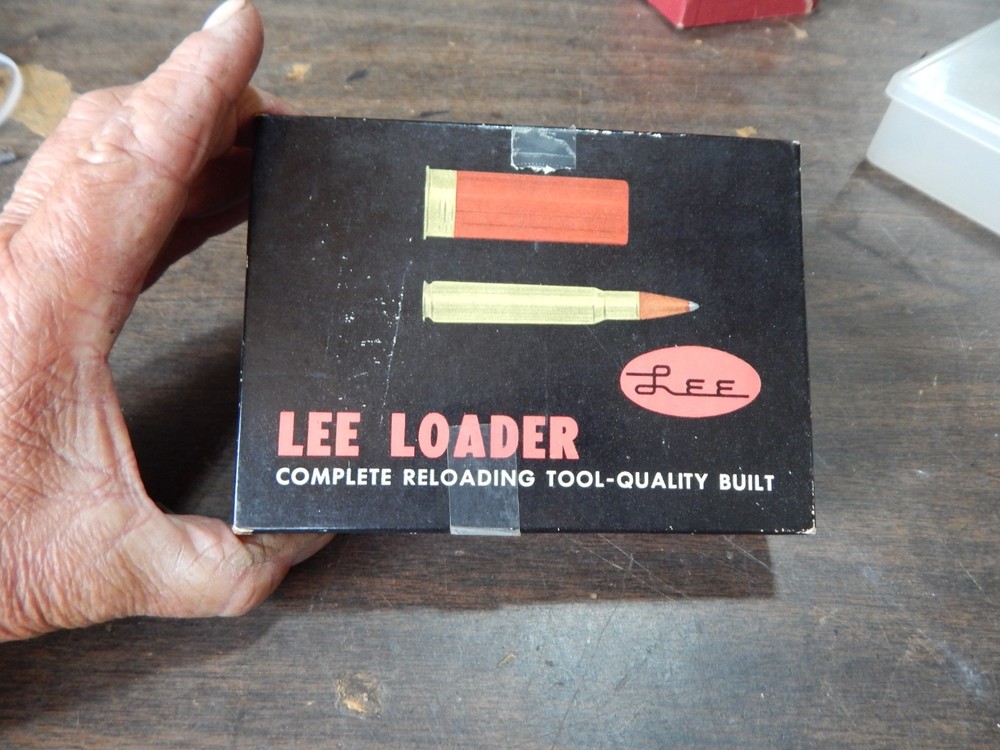 Lee
LEE LOADER
COMPLETE RELOADING TOOL-QUALITY BUILT